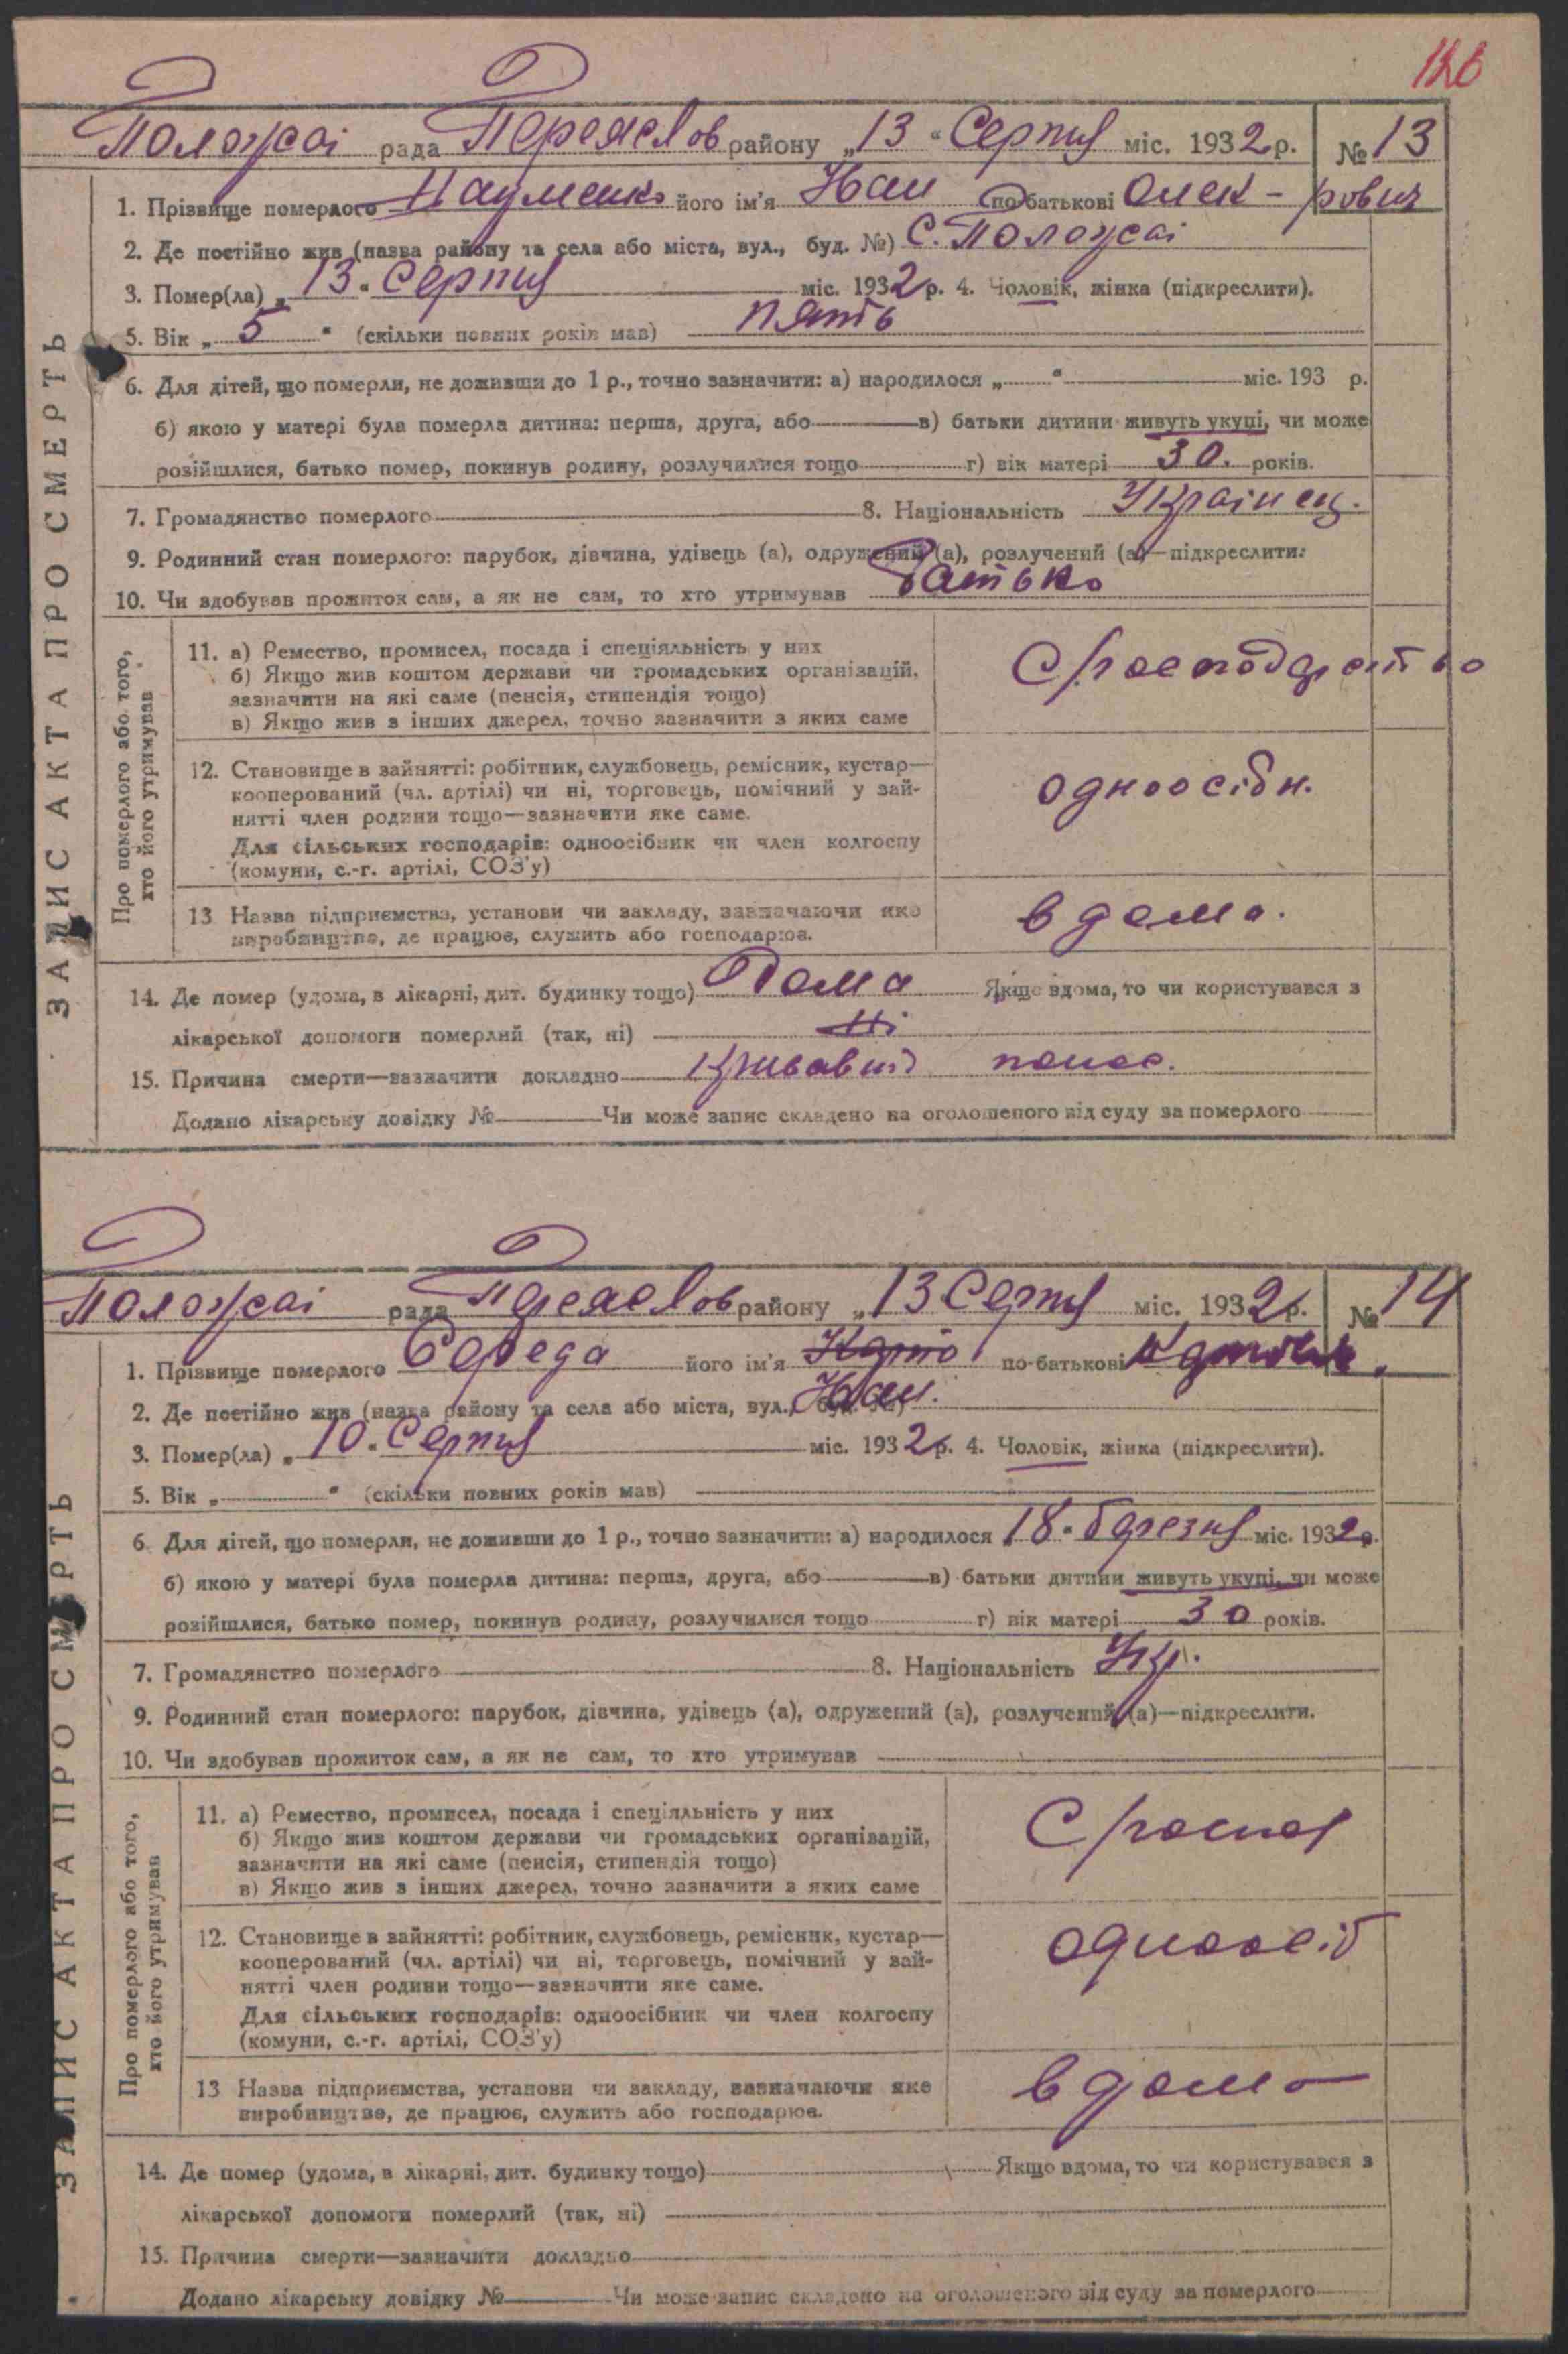 126
Положаі рада Переяслов району „13“ Серпня міс. 1932 р. № 13
1. Прізвище померлого Науменко його ім'я Іван по батькові Олек-рович
2. Де постійно жив (назва району та села або міста, вул., буд. №) С. Положаі
3. Помер(ла) „13“ Серпня міс. 1932 р. 4. Чоловік, жінка (підкреслити).
5. Вік „5“ (скільки повних років мав) пять
6. Для дітей, що померли, не доживши до 1 р., точно зазначити: а) народилося „ “ міс. 193 р.
б) якою у матері була померла дитина: перша, друга, або в) батьки дитини живуть укупі, чи може
розійшлися, батько помер, покинув родину, розлучилися тощо г) вік матері 30. років.
7. Громадянство померлого 8. Національність Украінец.
9. Родинний стан померлого: парубок, дівчина, удівець (а), одружений (а), розлучений (а)—підкреслити.
10. Чи здобував прожиток сам, а як не сам, то хто утримував Батько
ЗАПИС АКТА ПРО СМЕРТЬ
Про померлого або того,
хто його утримував
11. а) Ремество, промисел, посада і спеціяльність у них
б) Якщо жив коштом держави чи громадських організацій,
зазначити на які саме (пенсія, стипендія тощо)
в) Якщо жив з інших джерел, точно зазначити з яких саме
С/господарство
12. Становище в зайнятті: робітник, службовець, ремісник, кустар—
кооперований (чл. артілі) чи ні, торговець, помічний у зай-
нятті член родини тощо—зазначити яке саме.
Для сільських господарів: одноосібник чи член колгоспу
(комуни, с.-г. артілі, СОЗ'у)
одноосібн.
13 Назва підприємства, установи чи закладу, зазначаючи яке
виробництво, де працює, служить або господарює.
вдома.
14. Де помер (удома, в лікарні, дит. будинку тощо) Дома Якщо вдома, то чи користувався з
лікарської допомоги померлий (так, ні) Ні
15. Причина смерти—зазначити докладно Кривавий понос.
Додано лікарську довідку № Чи може запис складено на оголошеного від суду за померлого
Положаі рада Переяслов району „13 Серпня міс. 1932 р. № 14
1. Прізвище померлого Середа його ім'я по-батькові
2. Де постійно жив (назва району та села або міста, вул., буд. №) Іван.
3. Помер(ла) „10“ Серпня міс. 1932 р. 4. Чоловік, жінка (підкреслити).
5. Вік „ “ (скільки повних років мав)
6. Для дітей, що померли, не доживши до 1 р., точно зазначити: а) народилося 18“ березня міс. 1932 р.
б) якою у матері була померла дитина: перша, друга, або в) батьки дитини живуть укупі, чи може
розійшлися, батько помер, покинув родину, розлучилися тощо г) вік матері 30 років.
7. Громадянство померлого 8. Національність Укр.
9. Родинний стан померлого: парубок, дівчина, удівець (а), одружений (а), розлучений (а)—підкреслити.
10. Чи здобував прожиток сам, а як не сам, то хто утримував
ЗАПИС АКТА ПРО СМЕРТЬ
Про померлого або того,
хто його утримував
11. а) Ремество, промисел, посада і спеціяльність у них
б) Якщо жив коштом держави чи громадських організацій,
зазначити на які саме (пенсія, стипендія тощо)
в) Якщо жив з інших джерел, точно зазначити з яких саме
С/господ
12. Становище в зайнятті: робітник, службовець, ремісник, кустар—
кооперований (чл. артілі) чи ні, торговець, помічний у зай-
нятті член родини тощо—зазначити яке саме.
Для сільських господарів: одноосібник чи член колгоспу
(комуни, с.-г. артілі, СОЗ'у)
одноосіб
13 Назва підприємства, установи чи закладу, зазначаючи яке
виробництво, де працює, служить або господарює.
вдома
14. Де помер (удома, в лікарні, дит. будинку тощо) Якщо вдома, то чи користувався з
лікарської допомоги померлий (так, ні)
15. Причина смерти—зазначити докладно
Додано лікарську довідку № Чи може запис складено на оголошеного від суду за померлого